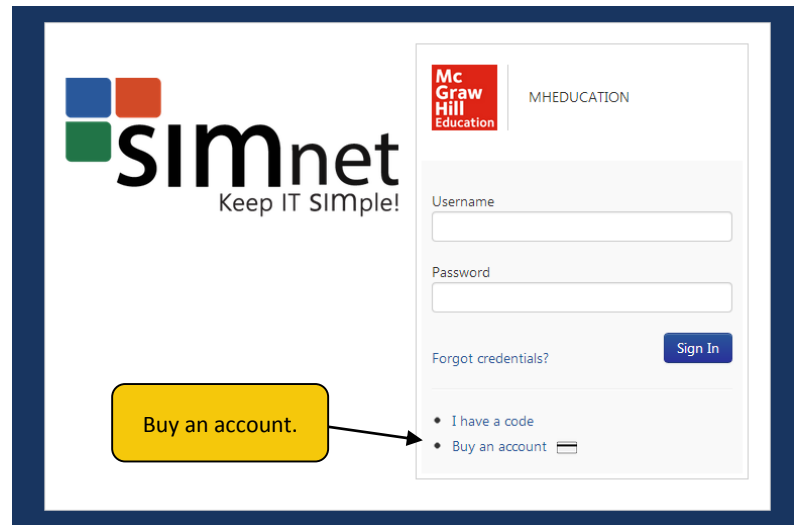 SIMnet
Keep IT SIMple!
Mc
Graw
Hill
Education
MHEDUCATION
Username
Password
Forgot credentials?
Sign In
Buy an account.
I have a code
Buy an account